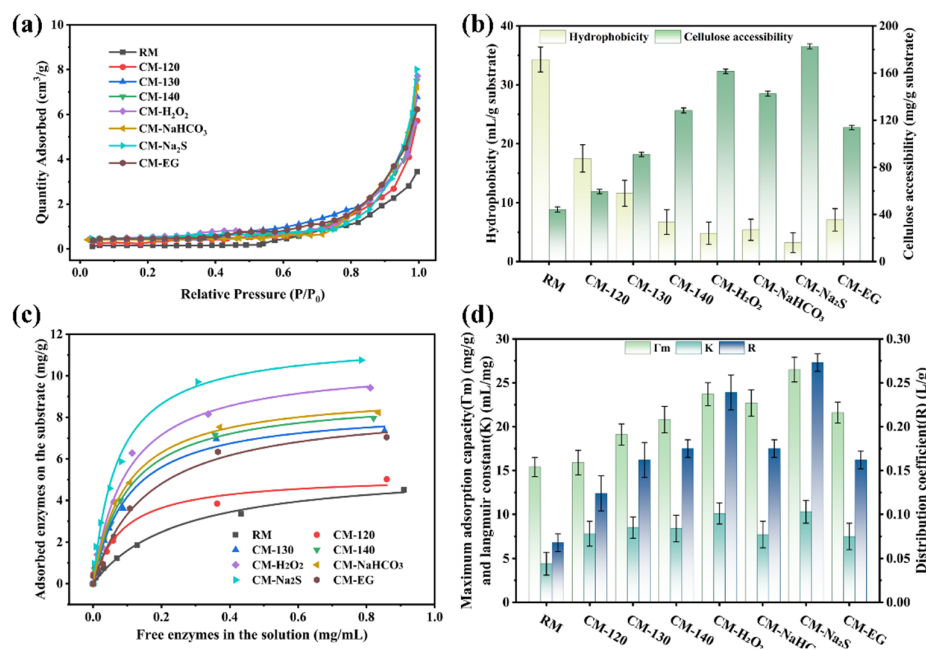 (a)
RM
CM-120
CM-130
CM-140
CM-H₂O₂
CM-NaHCO₃
CM-Na₂S
CM-EG
Quantity Adsorbed (cm³/g)
10
8
6
4
2
0
0.0 0.2 0.4 0.6 0.8 1.0
Relative Pressure (P/P₀)
(b)
Hydrophobicity Cellulose accessibility
Hydrophobicity (mL/g substrate)
40
30
20
10
0
Cellulose accessibility (mg/g substrate)
200
160
120
80
40
0
RM CM-120 CM-130 CM-140 CM-H₂O₂ CM-NaHCO₃ CM-Na₂S CM-EG
(c)
Adsorbed enzymes on the substrate (mg/g)
12
10
8
6
4
2
0
RM CM-120
CM-130 CM-140
CM-H₂O₂ CM-NaHCO₃
CM-Na₂S CM-EG
0.0 0.2 0.4 0.6 0.8 1.0
Free enzymes in the solution (mg/mL)
(d)
Γm K R
Maximum adsorption capacity(Γm) (mg/mg)
and langmuir constant(K) (mL/mg)
30
25
20
15
10
5
0
Distribution coefficient(R) (L/g)
0.30
0.25
0.20
0.15
0.10
0.05
0.00
RM CM-120 CM-130 CM-140 CM-H₂O₂ CM-NaHC CM-Na₂S CM-EG